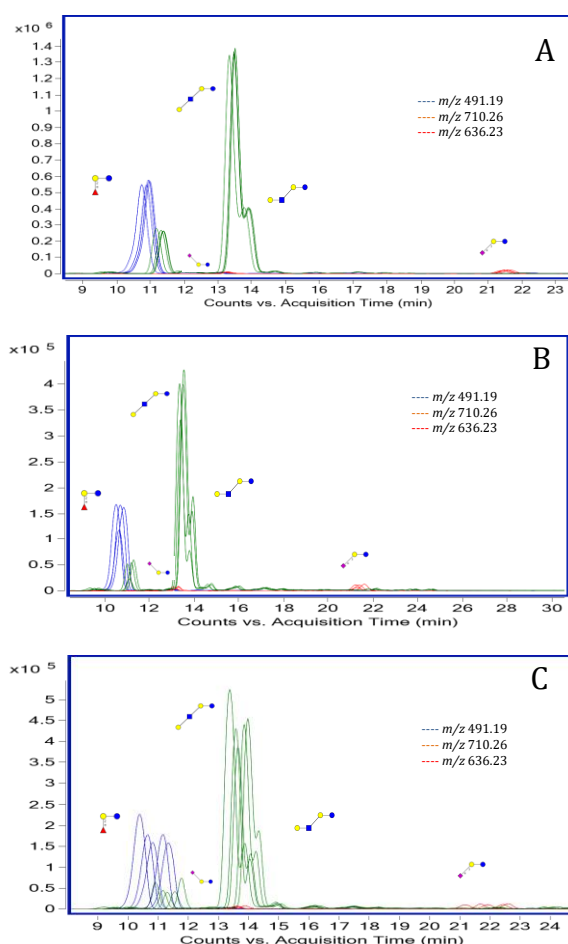 x10 6
A
1.4
1.3
1.2
1.1
1
0.9
0.8
0.7
0.6
0.5
0.4
0.3
0.2
0.1
0
---- m/z 491.19
---- m/z 710.26
---- m/z 636.23
9 10 11 12 13 14 15 16 17 18 19 20 21 22 23
Counts vs. Acquisition Time (min)
x10 5
B
4
3.5
3
2.5
2
1.5
1
0.5
0
---- m/z 491.19
---- m/z 710.26
---- m/z 636.23
10 12 14 16 18 20 22 24 26 28 30
Counts vs. Acquisition Time (min)
x10 5
C
5
4.5
4
3.5
3
2.5
2
1.5
1
0.5
0
---- m/z 491.19
---- m/z 710.26
---- m/z 636.23
9 10 11 12 13 14 15 16 17 18 19 20 21 22 23 24
Counts vs. Acquisition Time (min)